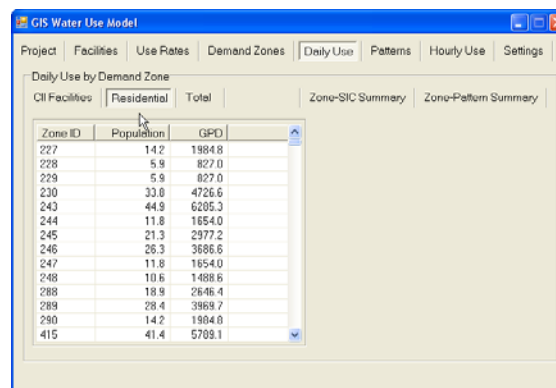 GIS Water Use Model
Project Facilities Use Rates Demand Zones Daily Use Patterns Hourly Use Settings
Daily Use by Demand Zone
CII Facilities Residential Total Zone-SIC Summary Zone-Pattern Summary
Zone ID Population GPD
227 14.2 1984.8
228 5.9 827.0
229 5.9 827.0
230 33.8 4726.6
243 44.9 6285.3
244 11.8 1654.0
245 21.3 2977.2
246 26.3 3686.6
247 11.8 1654.0
248 10.6 1488.6
288 18.9 2646.4
289 28.4 3969.7
290 14.2 1984.8
415 41.4 5789.1